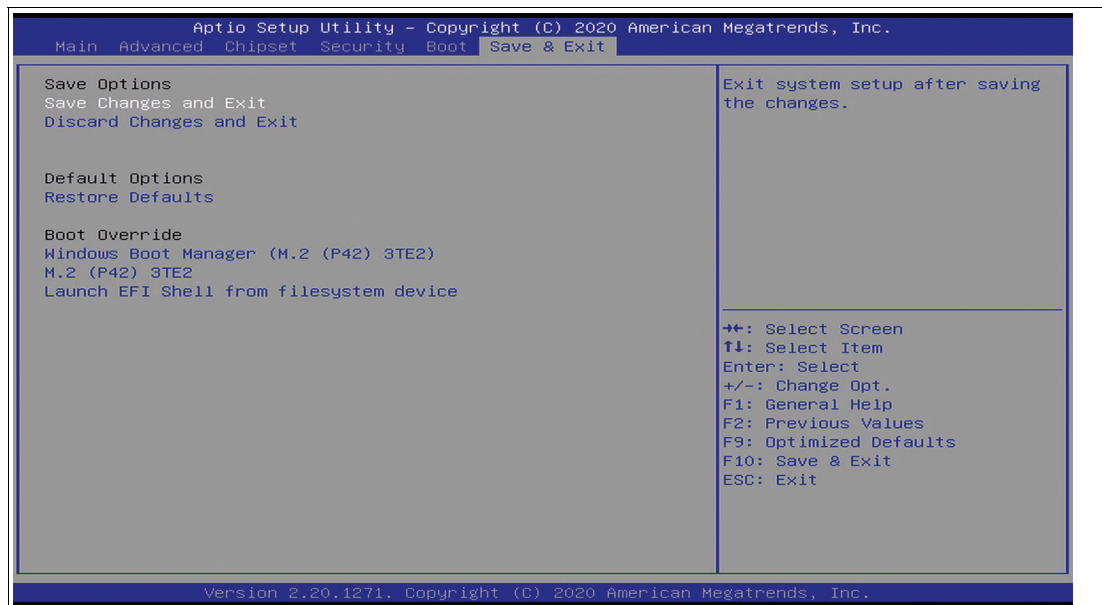 Aptio Setup Utility – Copyright (C) 2020 American Megatrends, Inc.
Main Advanced Chipset Security Boot Save & Exit
Save Options
Save Changes and Exit
Discard Changes and Exit
Default Options
Restore Defaults
Boot Override
Windows Boot Manager (M.2 (P42) 3TE2)
M.2 (P42) 3TE2
Launch EFI Shell from filesystem device
Exit system setup after saving
the changes.
→←: Select Screen
↑↓: Select Item
Enter: Select
+/-: Change Opt.
F1: General Help
F2: Previous Values
F9: Optimized Defaults
F10: Save & Exit
ESC: Exit
Version 2.20.1271. Copyright (C) 2020 American Megatrends, Inc.